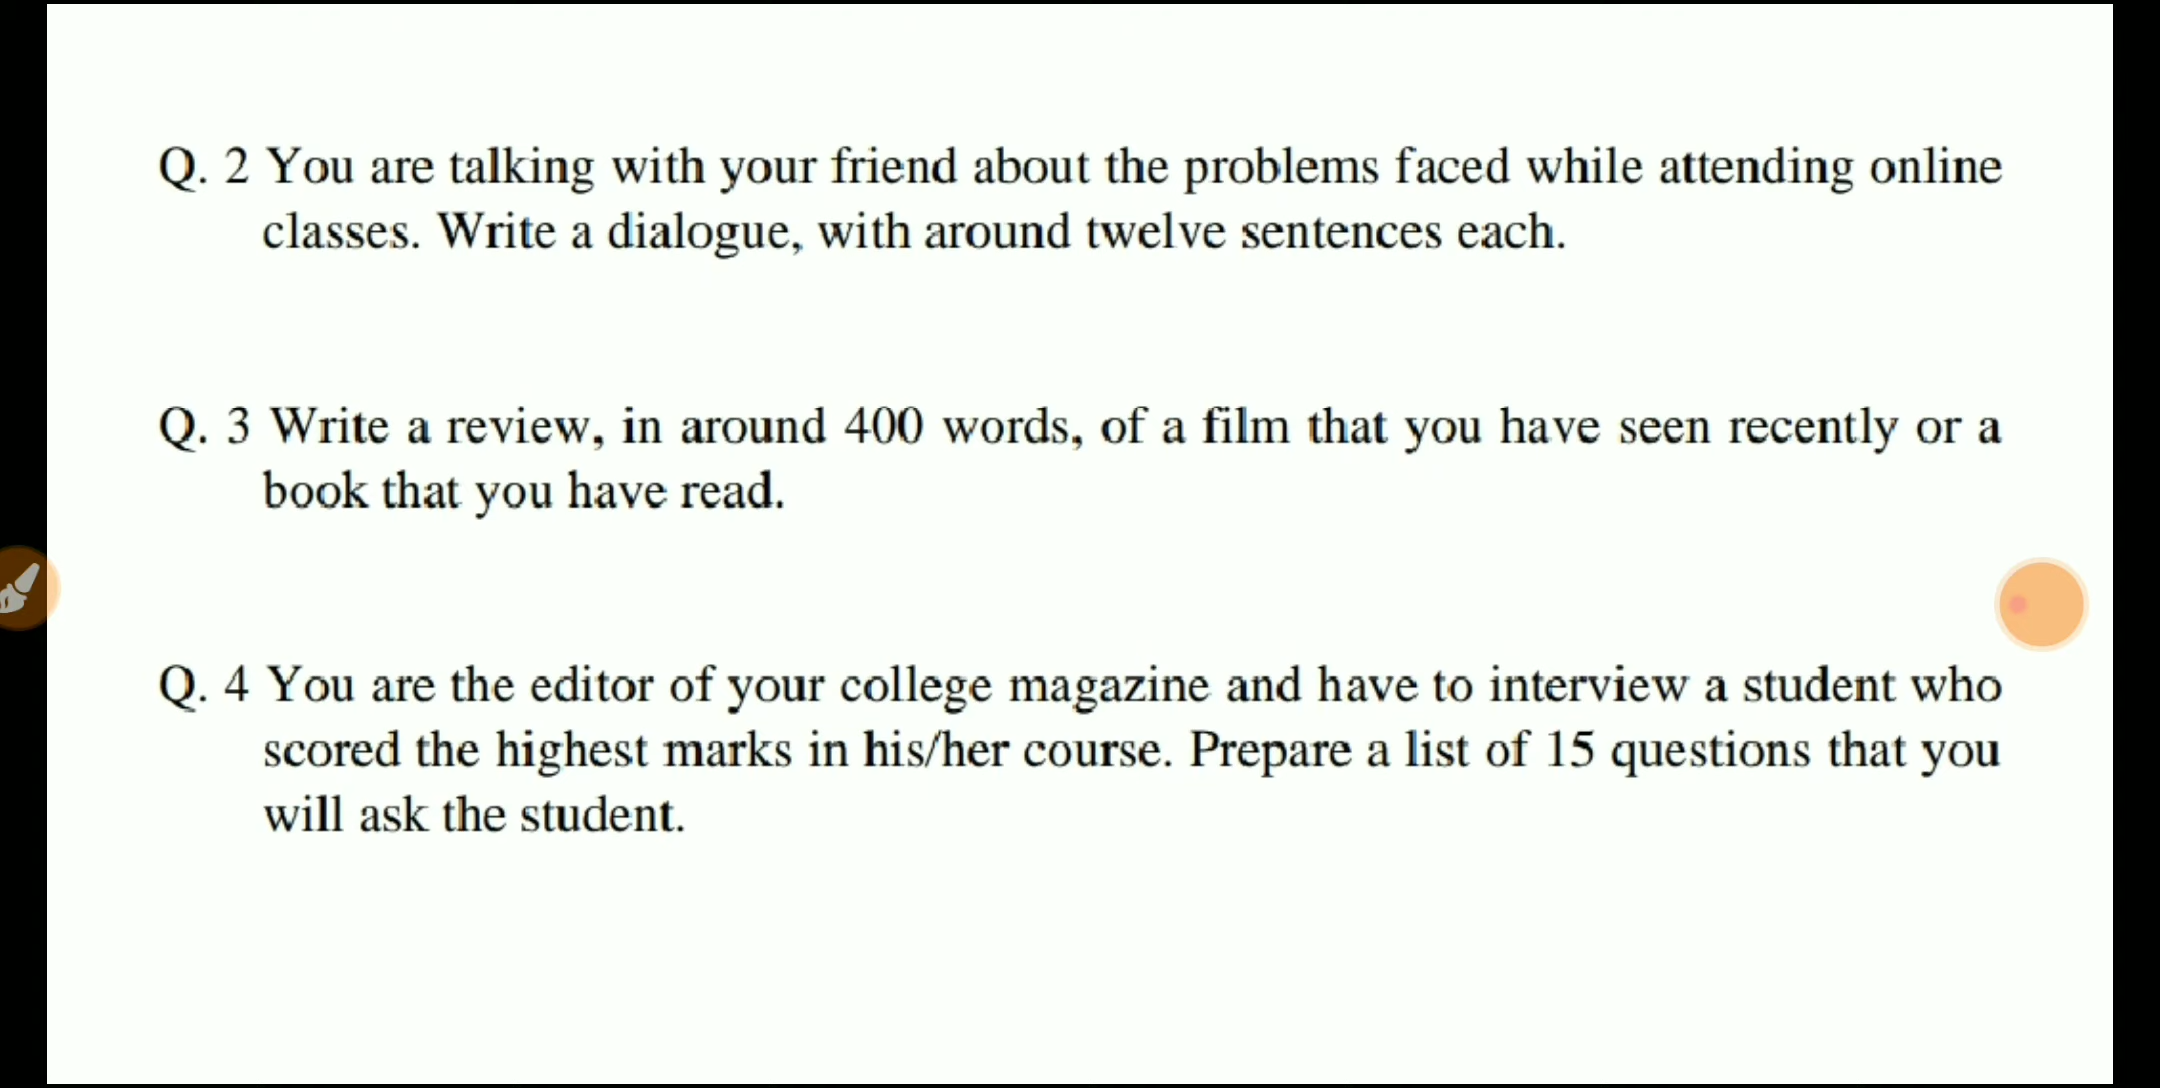 Q. 2 You are talking with your friend about the problems faced while attending online
classes. Write a dialogue, with around twelve sentences each.
Q. 3 Write a review, in around 400 words, of a film that you have seen recently or a
book that you have read.
Q. 4 You are the editor of your college magazine and have to interview a student who
scored the highest marks in his/her course. Prepare a list of 15 questions that you
will ask the student.